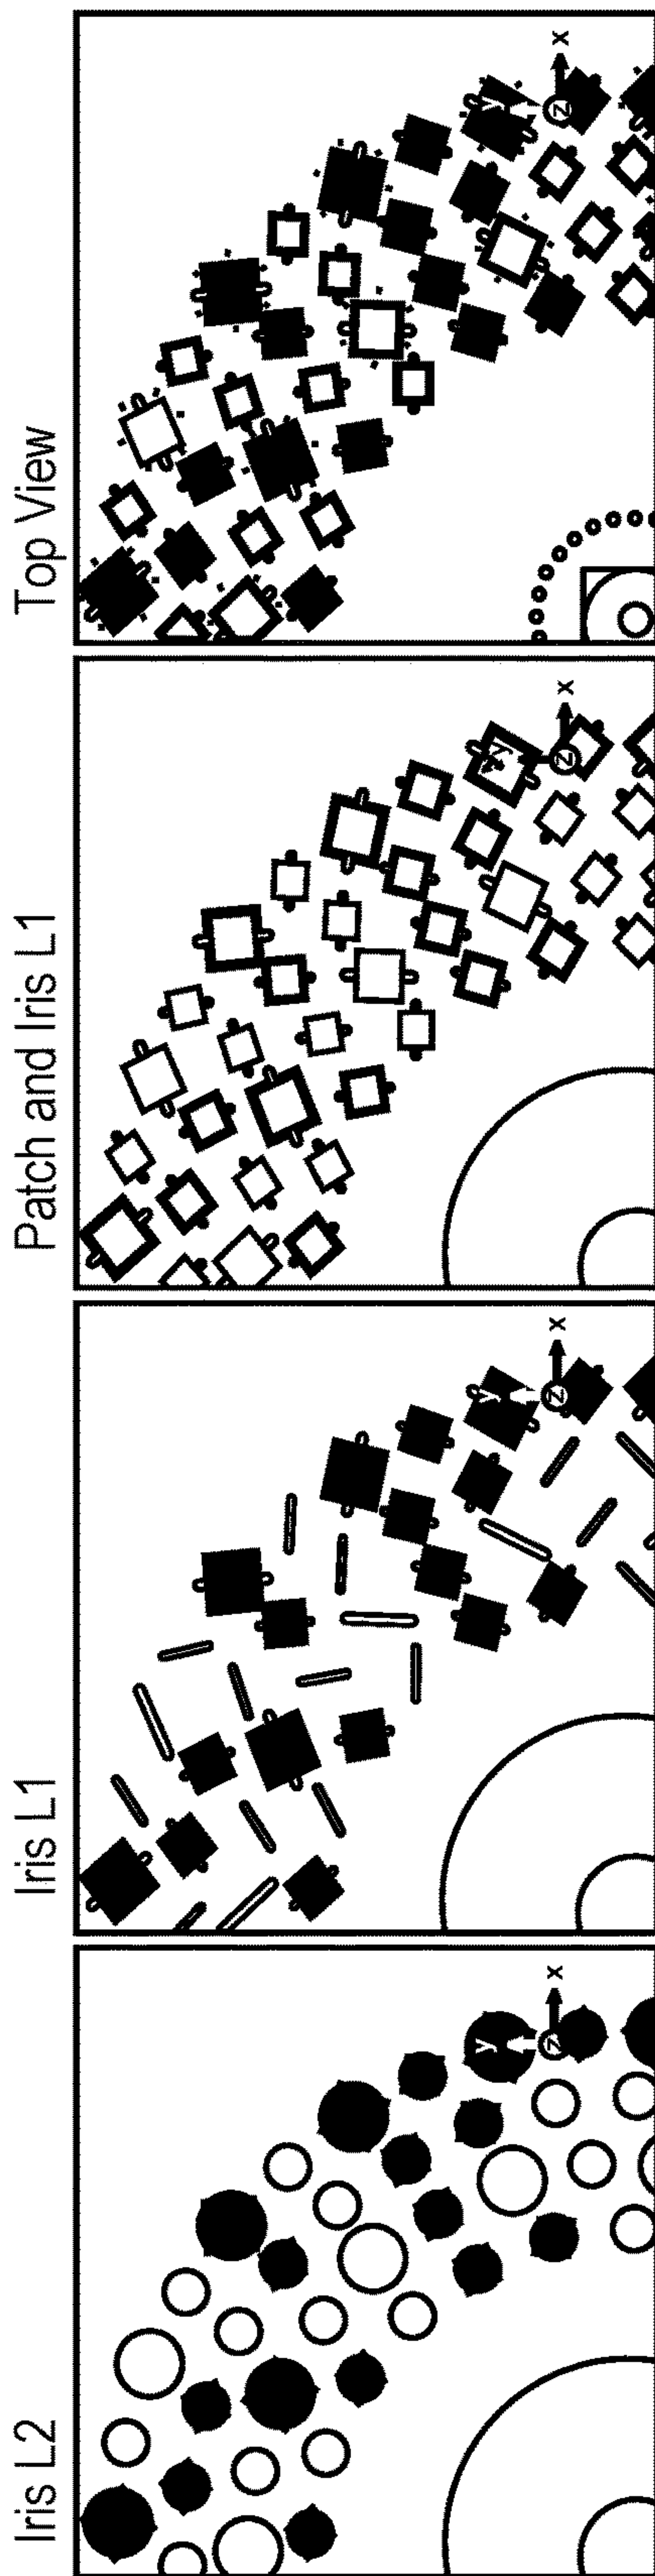 Top View
x
y
z
Patch and Iris L1
x
y
z
Iris L1
x
y
z
Iris L2
x
y
z